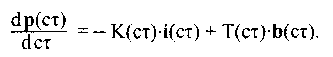 dp(cτ)/dcτ = – K(cτ)·i(cτ) + T(cτ)·b(cτ).